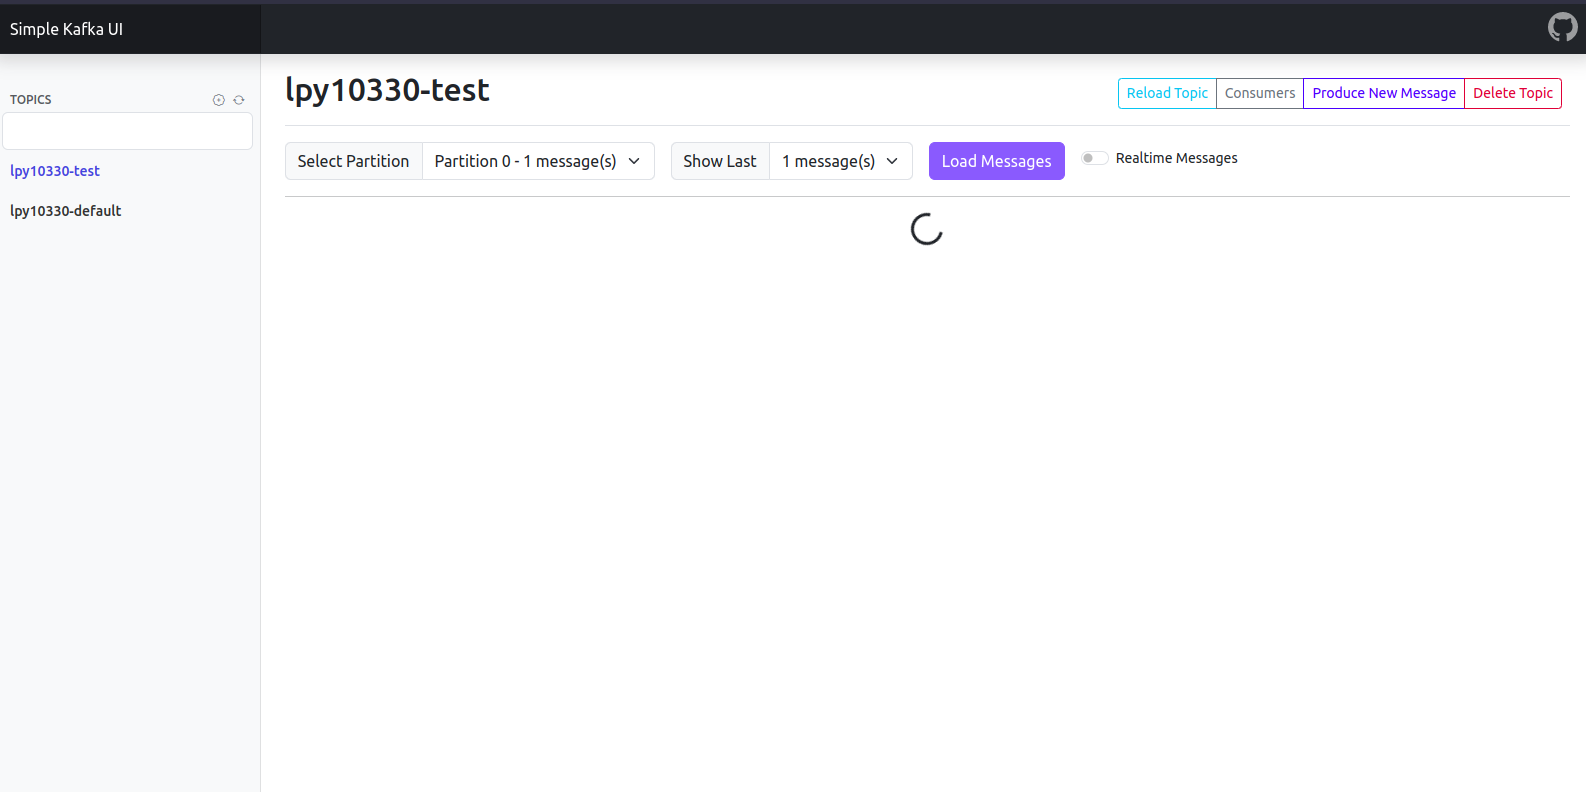 Simple Kafka UI
TOPICS
lpy10330-test
lpy10330-default
lpy10330-test
Reload Topic Consumers Produce New Message Delete Topic
Select Partition Partition 0 - 1 message(s) Show Last 1 message(s) Load Messages Realtime Messages